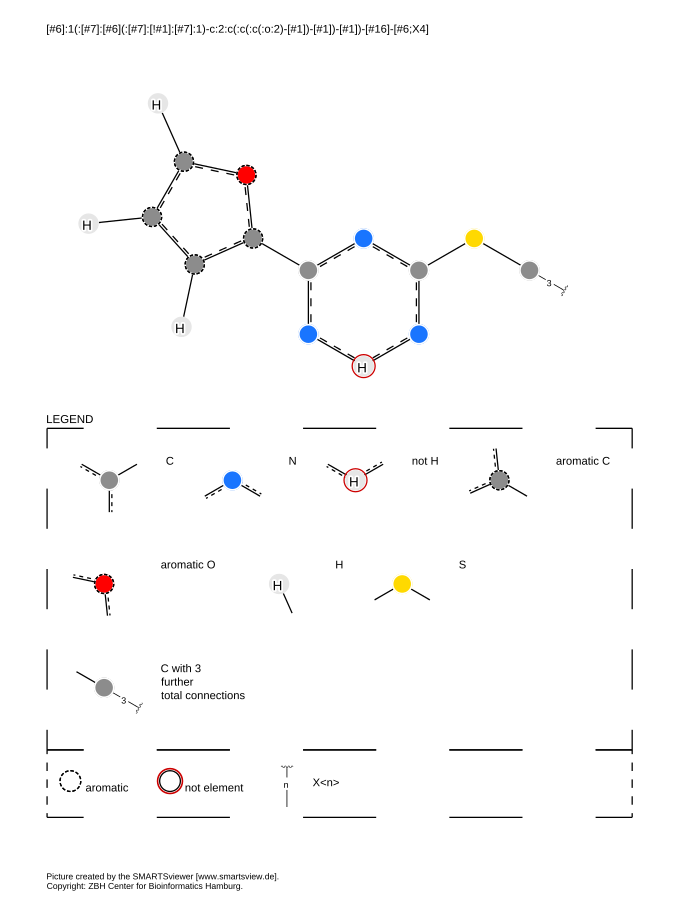 [#6]:1(:[#7]:[#6](:[#7]:[!#1]:[#7]:1)-c:2:c(:c(:c(:o:2)-[#1])-[#1])-[#1])-[#16]-[#6;X4]
H
H
H
3
H
LEGEND
C
N
H
not H
aromatic C
aromatic O
H
H
S
C with 3
further
total connections
3
aromatic
not element
n
X<n>
Picture created by the SMARTSviewer [www.smartsview.de].
Copyright: ZBH Center for Bioinformatics Hamburg.